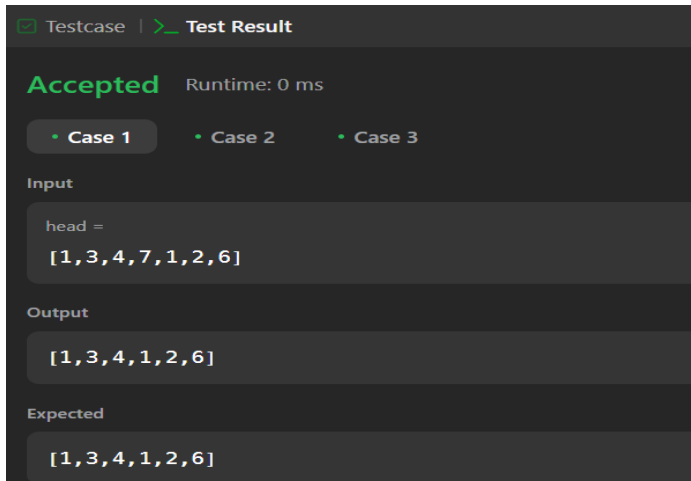 Testcase | >_ Test Result
Accepted Runtime: 0 ms
• Case 1 • Case 2 • Case 3
Input
head =
[1,3,4,7,1,2,6]
Output
[1,3,4,1,2,6]
Expected
[1,3,4,1,2,6]